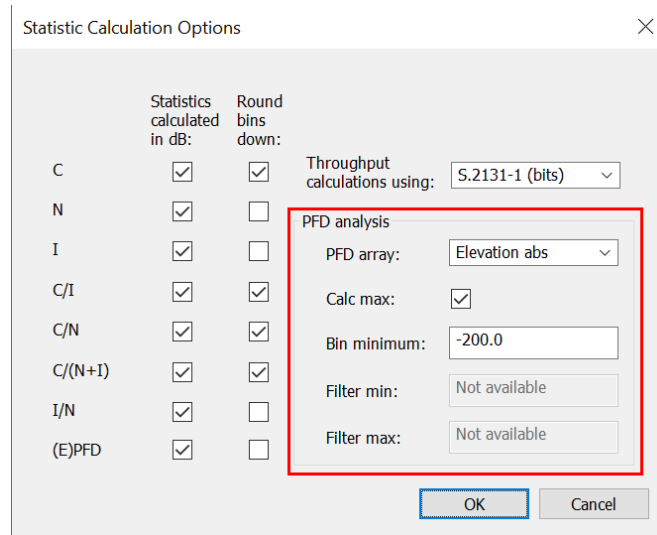 Statistic Calculation Options
Statistics
calculated
in dB:
Round
bins
down:
C
N
I
C/I
C/N
C/(N+I)
I/N
(E)PFD
Throughput
calculations using:
S.2131-1 (bits)
PFD analysis
PFD array:
Elevation abs
Calc max:
Bin minimum:
-200.0
Filter min:
Not available
Filter max:
Not available
OK
Cancel